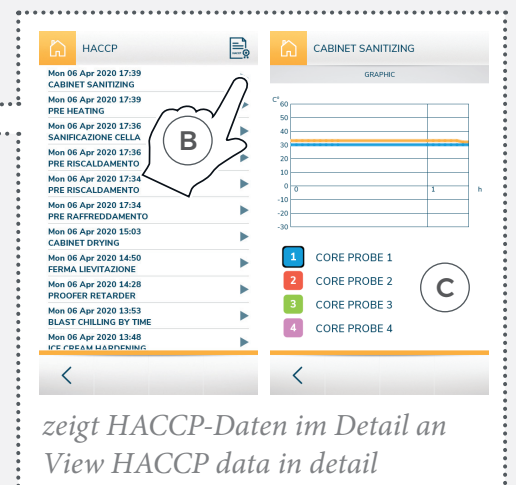 HACCP
Mon 06 Apr 2020 17:39
CABINET SANITIZING
Mon 06 Apr 2020 17:39
PRE HEATING
Mon 06 Apr 2020 17:36
SANIFICAZIONE CELLA
Mon 06 Apr 2020 17:36
PRE RISCALDAMENTO
Mon 06 Apr 2020 17:34
PRE RISCALDAMENTO
Mon 06 Apr 2020 17:34
PRE RAFFREDDAMENTO
Mon 06 Apr 2020 15:03
CABINET DRYING
Mon 06 Apr 2020 14:50
FERMA LIEVITAZIONE
Mon 06 Apr 2020 14:28
PROOFER RETARDER
Mon 06 Apr 2020 13:53
BLAST CHILLING BY TIME
Mon 06 Apr 2020 13:48
ICE CREAM HARDENING
B
CABINET SANITIZING
GRAPHIC
C°
60
50
40
30
20
10
0
-10
-20
-30
0 1 h
1 CORE PROBE 1
2 CORE PROBE 2
3 CORE PROBE 3
4 CORE PROBE 4
C
zeigt HACCP-Daten im Detail an
View HACCP data in detail